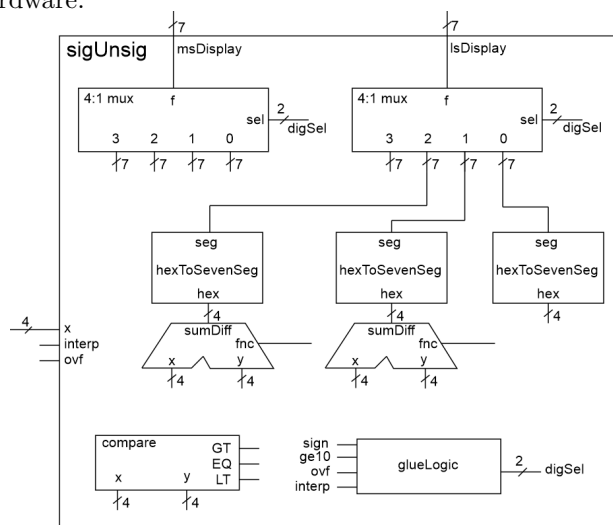 rdware.
7 7
sigUnsig msDisplay lsDisplay
4:1 mux f 4:1 mux f
sel 2 sel 2
digSel digSel
3 2 1 0 3 2 1 0
7 7 7 7 7 7 7 7
seg seg seg
hexToSevenSeg hexToSevenSeg hexToSevenSeg
hex hex hex
4 4 4
4 x sumDiff sumDiff
interp fnc fnc
ovf x y x y
4 4 4 4
compare GT sign
EQ ge10 glueLogic 2 digSel
x y LT ovf
interp
4 4